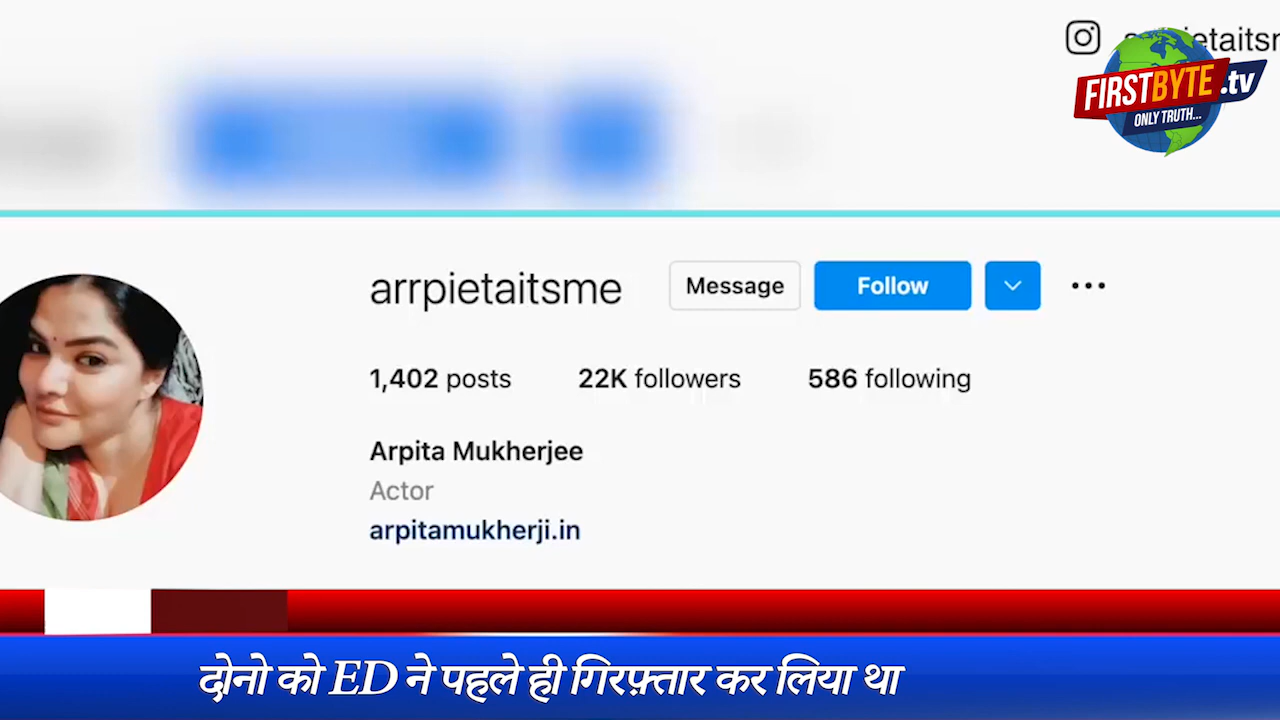 FIRSTBYTE.tv
ONLY TRUTH...
arrpietaitsme Message Follow
1,402 posts 22K followers 586 following
Arpita Mukherjee
Actor
arpitamukherji.in
दोनो को ED ने पहले ही गिरफ़्तार कर लिया था